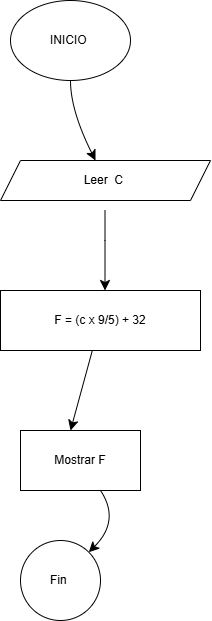 INICIO
Leer C
F = (c x 9/5) + 32
Mostrar F
Fin